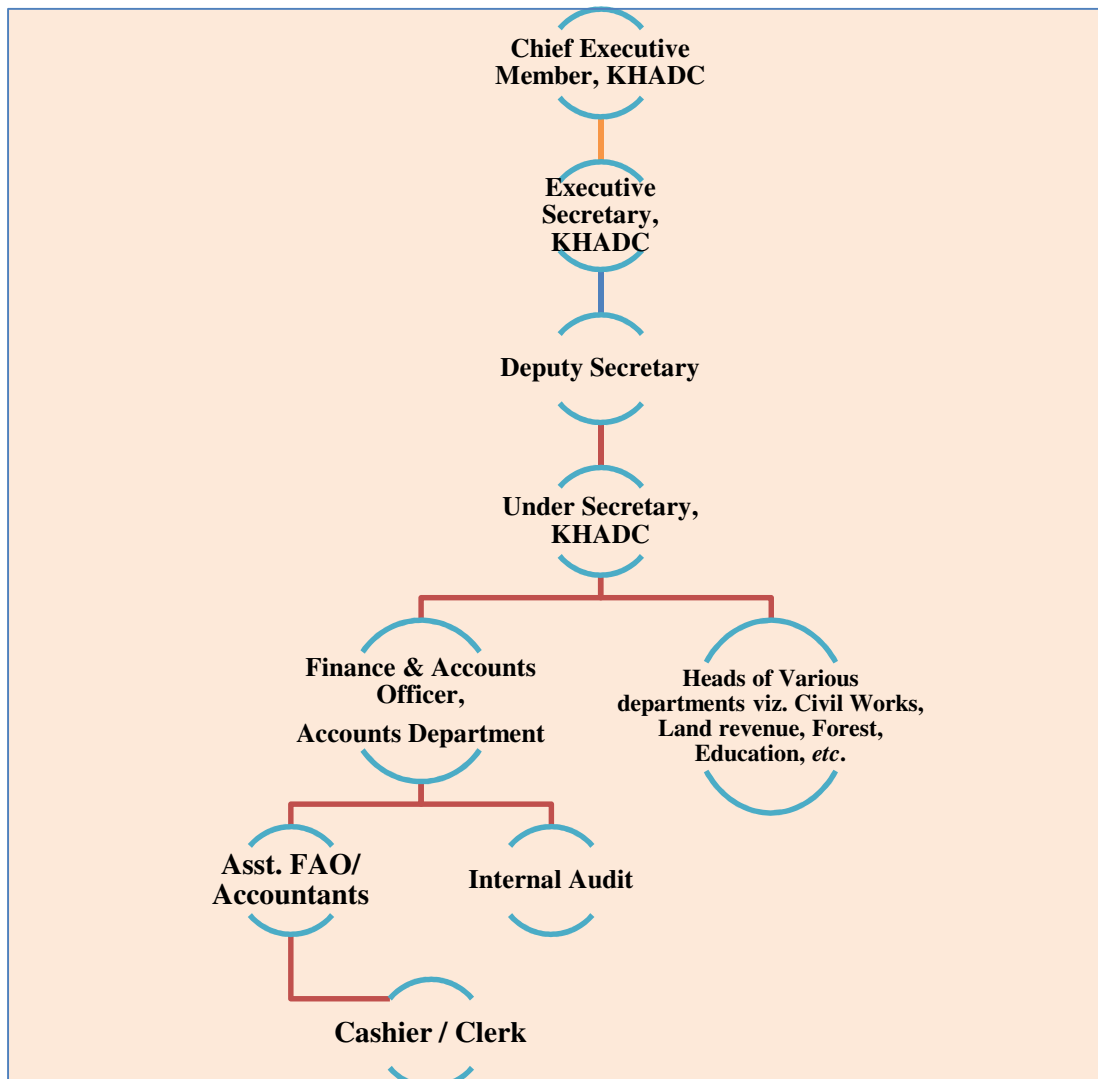 Chief Executive
Member, KHADC
Executive
Secretary,
KHADC
Deputy Secretary
Under Secretary,
KHADC
Finance & Accounts
Officer,
Accounts Department
Heads of Various
departments viz. Civil Works,
Land revenue, Forest,
Education, etc.
Asst. FAO/
Accountants
Internal Audit
Cashier / Clerk